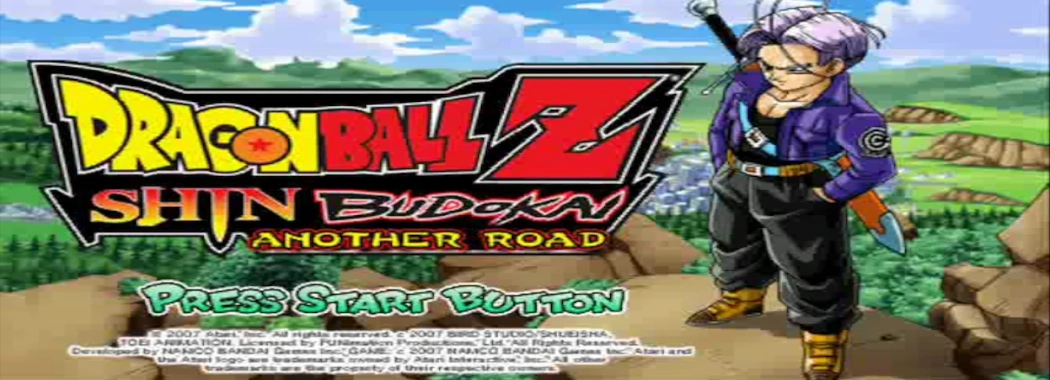 DRAGON BALL Z
SHIN BUDOKAI
ANOTHER ROAD
PRESS START BUTTON
© 2007 Atari, Inc. All rights reserved. © 2007 BIRD STUDIO/SHUEISHA,
TOEI ANIMATION. Licensed by FUNimation Productions, Ltd. All Rights Reserved.
Developed by NAMCO BANDAI Games Inc. GAME: © 2007 NAMCO BANDAI Games Inc. Atari and
the Atari logo are trademarks owned by Atari Interactive, Inc. All other
trademarks are the property of their respective owners.